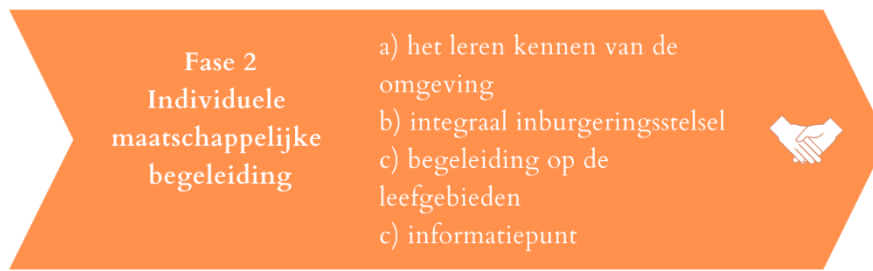 Fase 2
Individuele
maatschappelijke
begeleiding
a) het leren kennen van de
omgeving
b) integraal inburgeringsstelsel
c) begeleiding op de
leefgebieden
c) informatiepunt